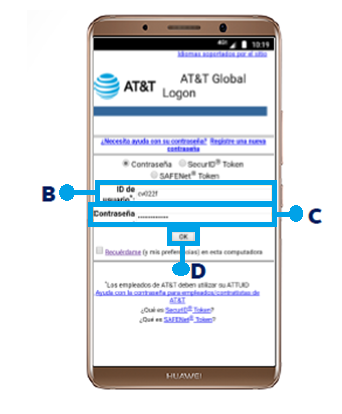 4G 10:19
Idiomas soportados por el sitio
AT&T
AT&T Global
Logon
¿Necesita ayuda con su contraseña? Registre una nueva
contraseña
Contraseña SecurID® Token
SAFENet® Token
B
ID de
usuario:
cv022f
Contraseña ..............
C
OK
Recuérdarse (y mis preferencias) en esta computadora
D
*Los empleados de AT&T deben utilizar su ATTUID
Ayuda con la contraseña para empleados/contratistas de
AT&T
¿Qué es SecurID® Token?
¿Qué es SAFENet® Token?
HUAWEI